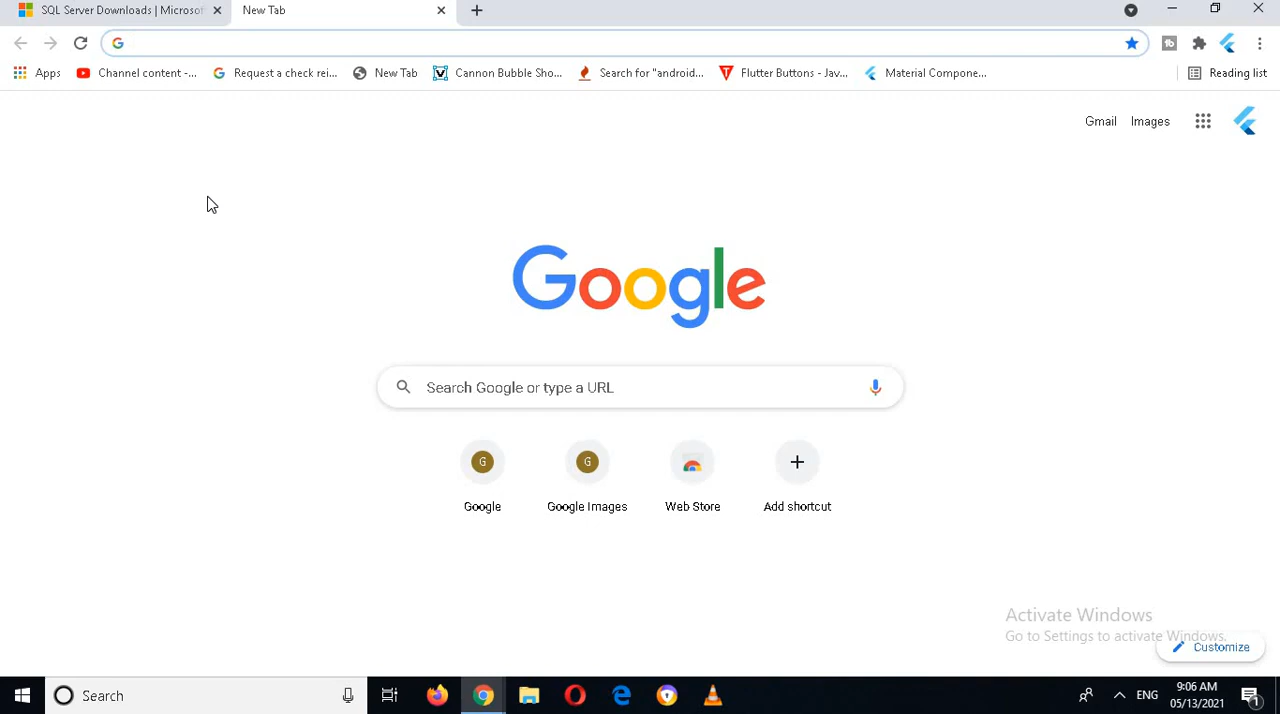 SQL Server Downloads | Microsof
New Tab
Apps
Channel content -...
Request a check rei...
New Tab
Cannon Bubble Sho...
Search for "android...
Flutter Buttons - Jav...
Material Compone...
Reading list
Gmail
Images
Google
Search Google or type a URL
G
G
Google
Google Images
Web Store
Add shortcut
Activate Windows
Go to Settings to activate Windows.
Customize
Search
ENG
9:06 AM
05/13/2021
1